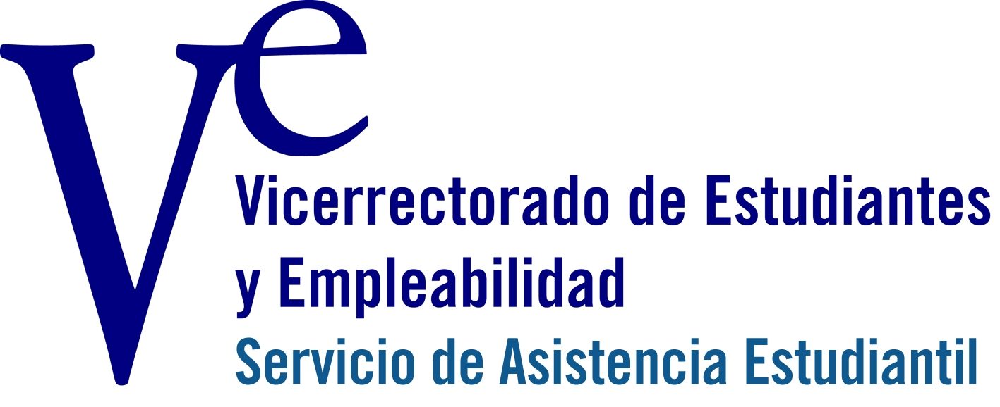 Ve
Vicerrectorado de Estudiantes
y Empleabilidad
Servicio de Asistencia Estudiantil